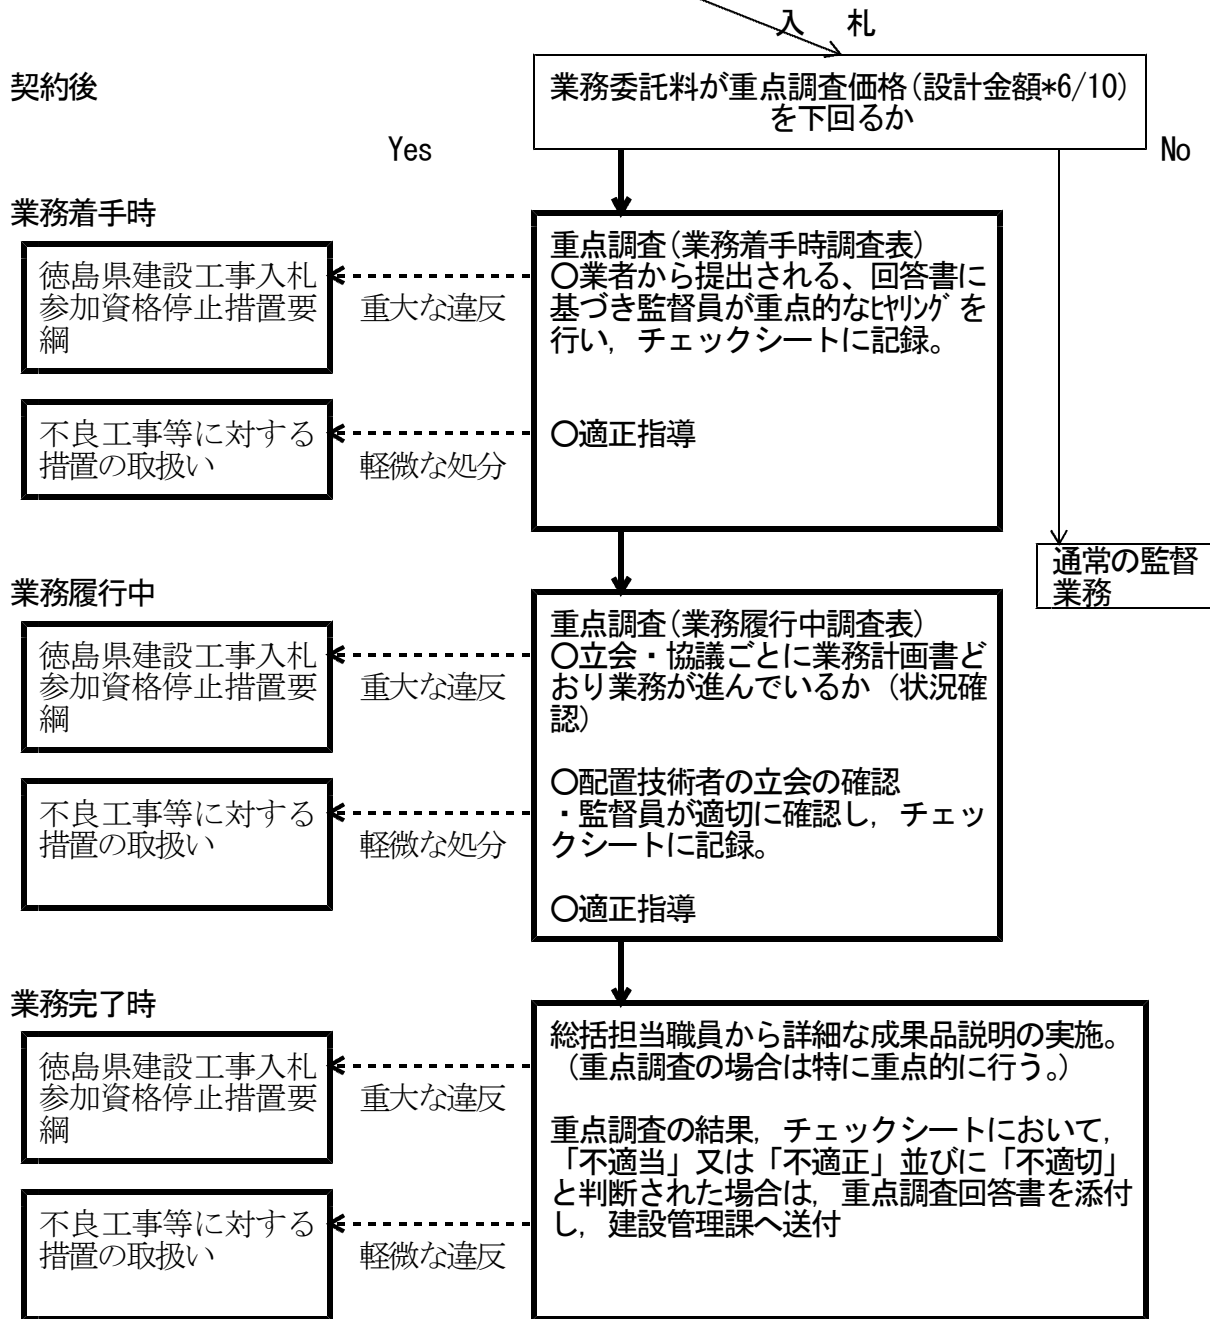 入　札
契約後
業務委託料が重点調査価格(設計金額*6/10)
を下回るか
Yes
No
業務着手時
徳島県建設工事入札
参加資格停止措置要
綱
重大な違反
不良工事等に対する
措置の取扱い
軽微な処分
重点調査(業務着手時調査表)
○業者から提出される、回答書に
基づき監督員が重点的なﾋﾔﾘﾝｸﾞを
行い，チェックシートに記録。
○適正指導
通常の監督
業務
業務履行中
徳島県建設工事入札
参加資格停止措置要
綱
重大な違反
不良工事等に対する
措置の取扱い
軽微な処分
重点調査(業務履行中調査表)
○立会・協議ごとに業務計画書ど
おり業務が進んでいるか（状況確
認）
○配置技術者の立会の確認
・監督員が適切に確認し，チェッ
クシートに記録。
○適正指導
業務完了時
徳島県建設工事入札
参加資格停止措置要
綱
重大な違反
不良工事等に対する
措置の取扱い
軽微な違反
総括担当職員から詳細な成果品説明の実施。
（重点調査の場合は特に重点的に行う。）
重点調査の結果，チェックシートにおいて，
「不適当」又は「不適正」並びに「不適切」
と判断された場合は，重点調査回答書を添付
し，建設管理課へ送付